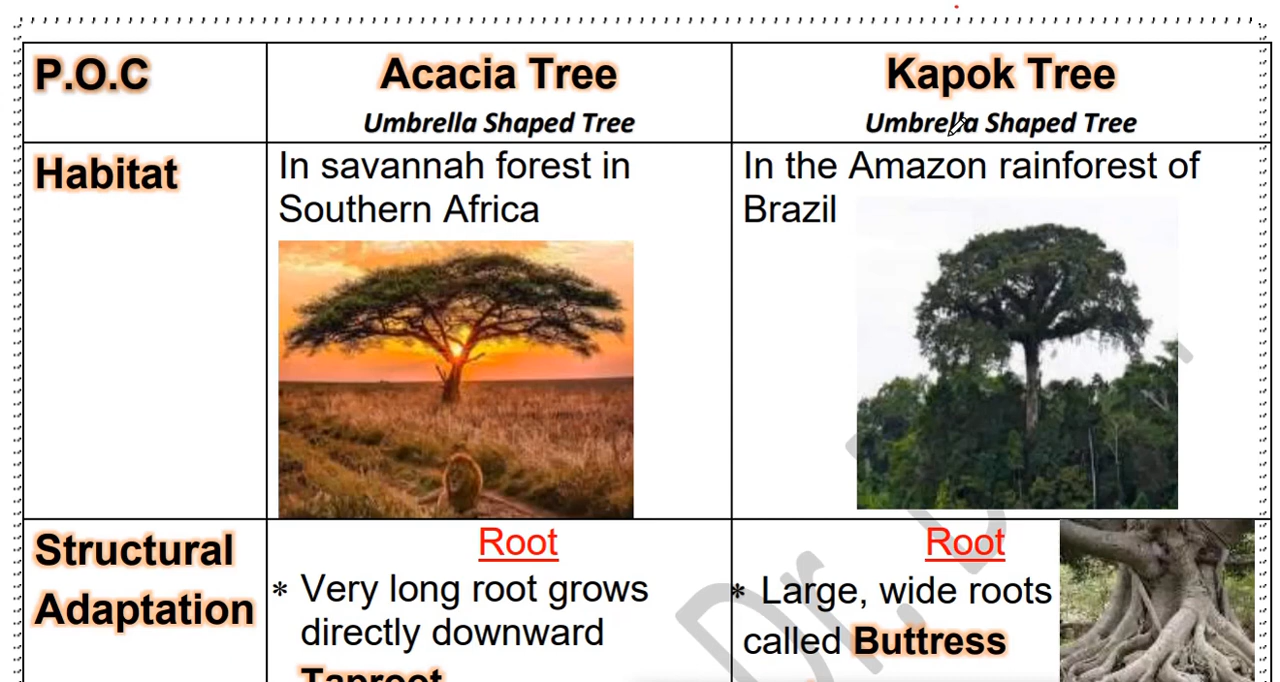 P.O.C
Acacia Tree
Umbrella Shaped Tree
Kapok Tree
Umbrella Shaped Tree
Habitat
In savannah forest in
Southern Africa
In the Amazon rainforest of
Brazil
Structural
Adaptation
Root
* Very long root grows
directly downward
Taproot
Root
* Large, wide roots
called Buttress
Dr.